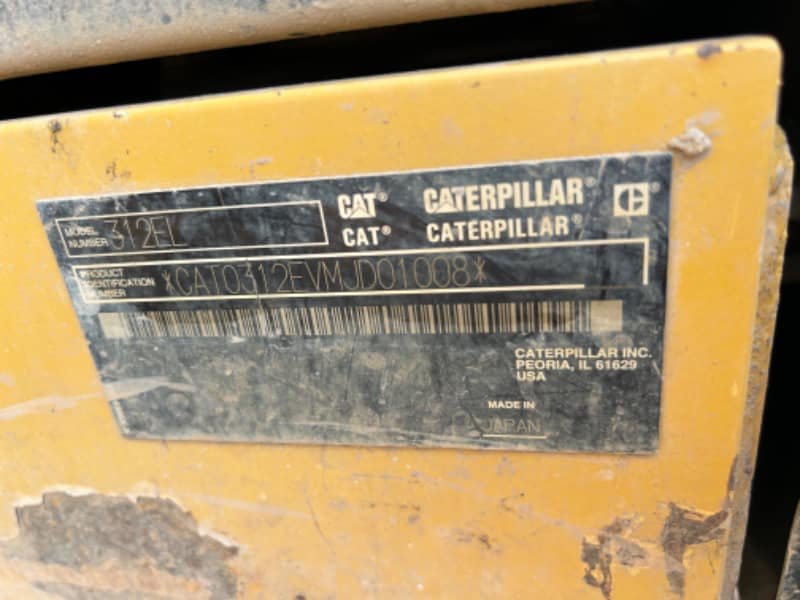 MODEL NUMBER 312EL
CAT® CATERPILLAR®
CAT® CATERPILLAR®
PRODUCT IDENTIFICATION NUMBER *CAT0312EVMJD01008*
CATERPILLAR INC.
PEORIA, IL 61629
USA
MADE IN
JAPAN